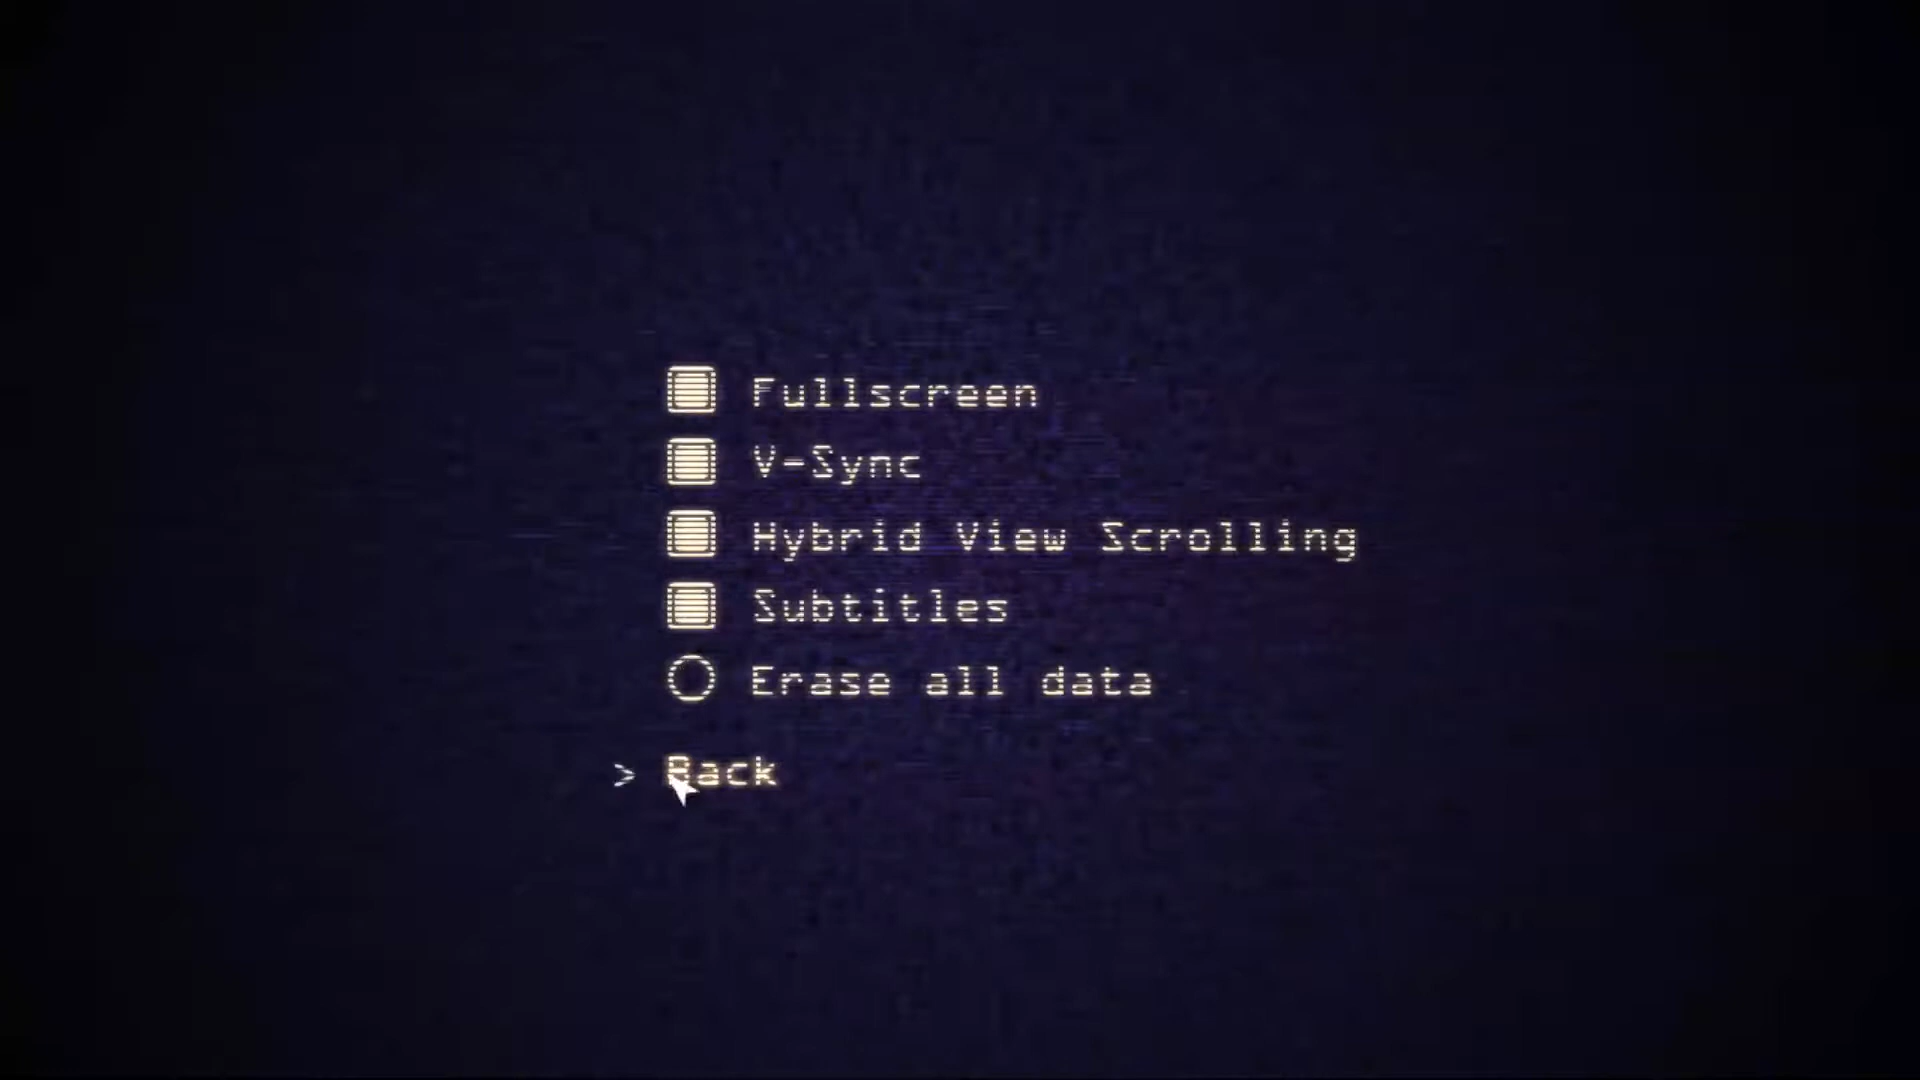 Fullscreen
V-Sync
Hybrid View Scrolling
Subtitles
Erase all data
> Back